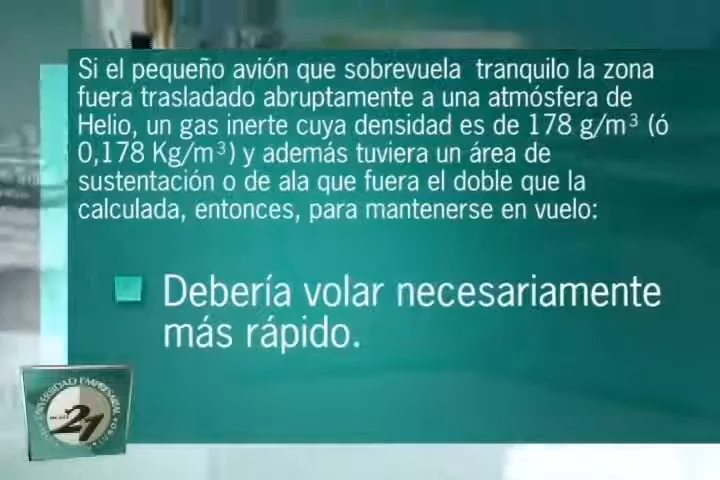 Si el pequeño avión que sobrevuela tranquilo la zona
fuera trasladado abruptamente a una atmósfera de
Helio, un gas inerte cuya densidad es de 178 g/m³ (ó
0,178 Kg/m³) y además tuviera un área de
sustentación o de ala que fuera el doble que la
calculada, entonces, para mantenerse en vuelo:
Debería volar necesariamente
más rápido.
UNIVERSIDAD EMPRESARIAL
21